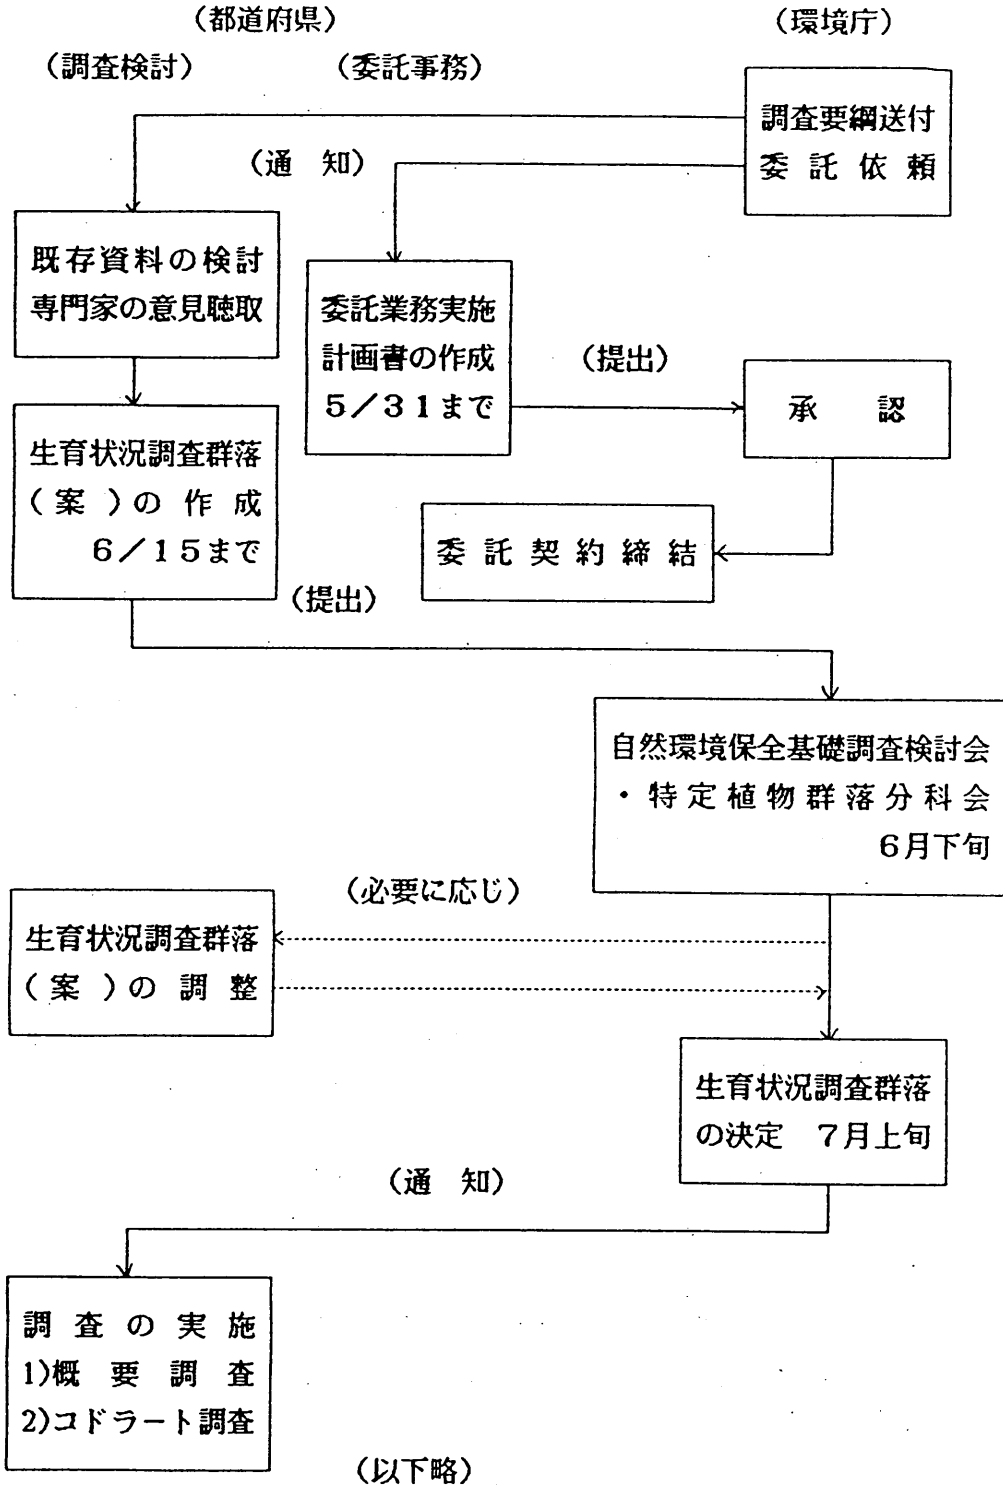 (都道府県)
(環境庁)
(調査検討)
(委託事務)
調査要綱送付
委託依頼
(通 知)
既存資料の検討
専門家の意見聴取
委託業務実施
計画書の作成
5/31まで
(提出)
承 認
生育状況調査群落
(案)の作成
6/15まで
委託契約締結
(提出)
自然環境保全基礎調査検討会
・特定植物群落分科会
6月下旬
(必要に応じ)
生育状況調査群落
(案)の調整
生育状況調査群落
の決定 7月上旬
(通 知)
調査の実施
1)概要調査
2)コドラート調査
(以下略)